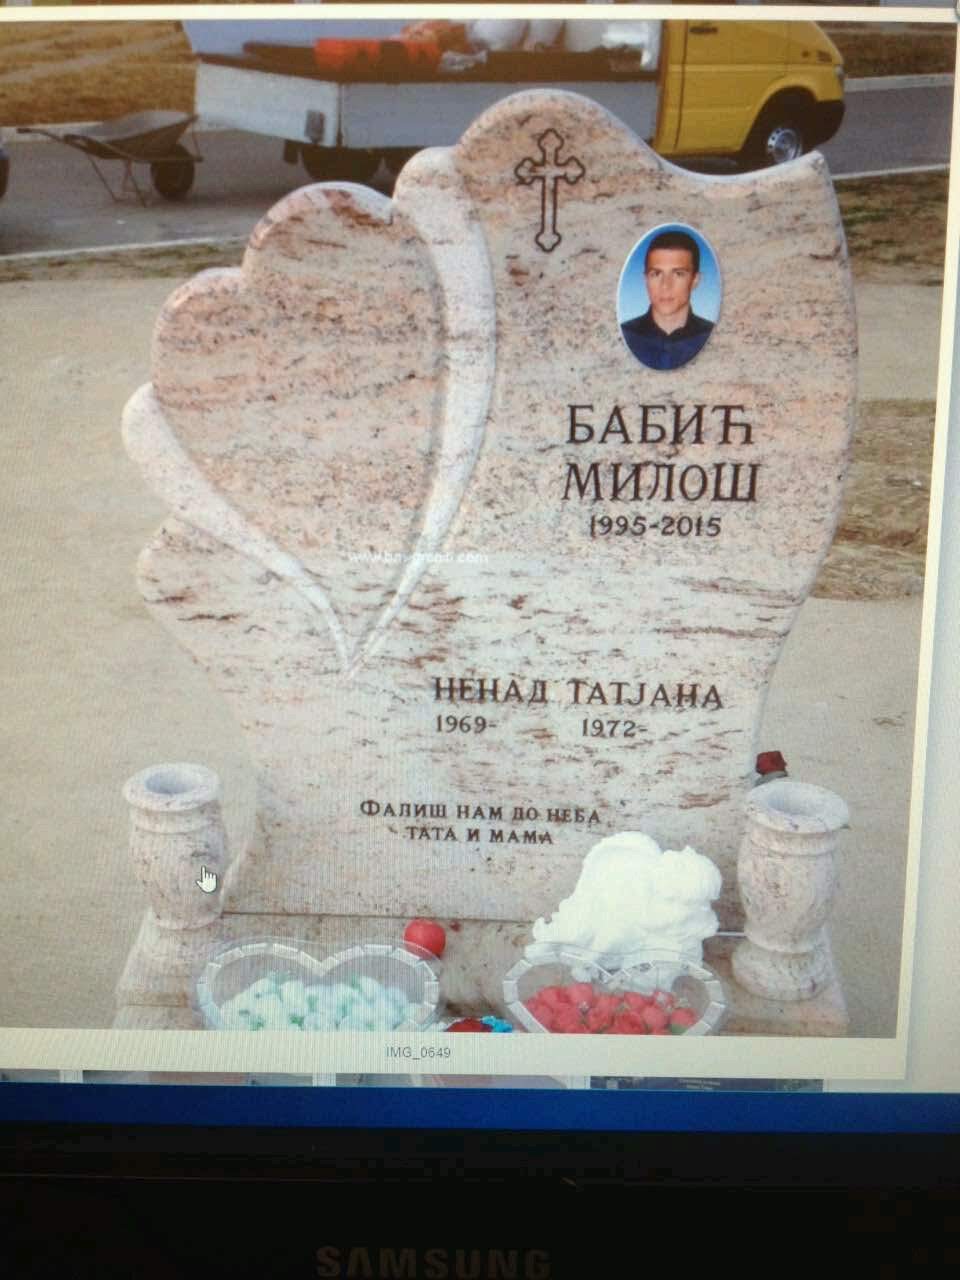 БАБИЋ
МИЛОШ
1995-2015
НЕНАД ТАТЈАНА
1969- 1972-
ФАЛИШ НАМ ДО НЕБА
ТАТА И МАМА
IMG_0649
SAMSUNG